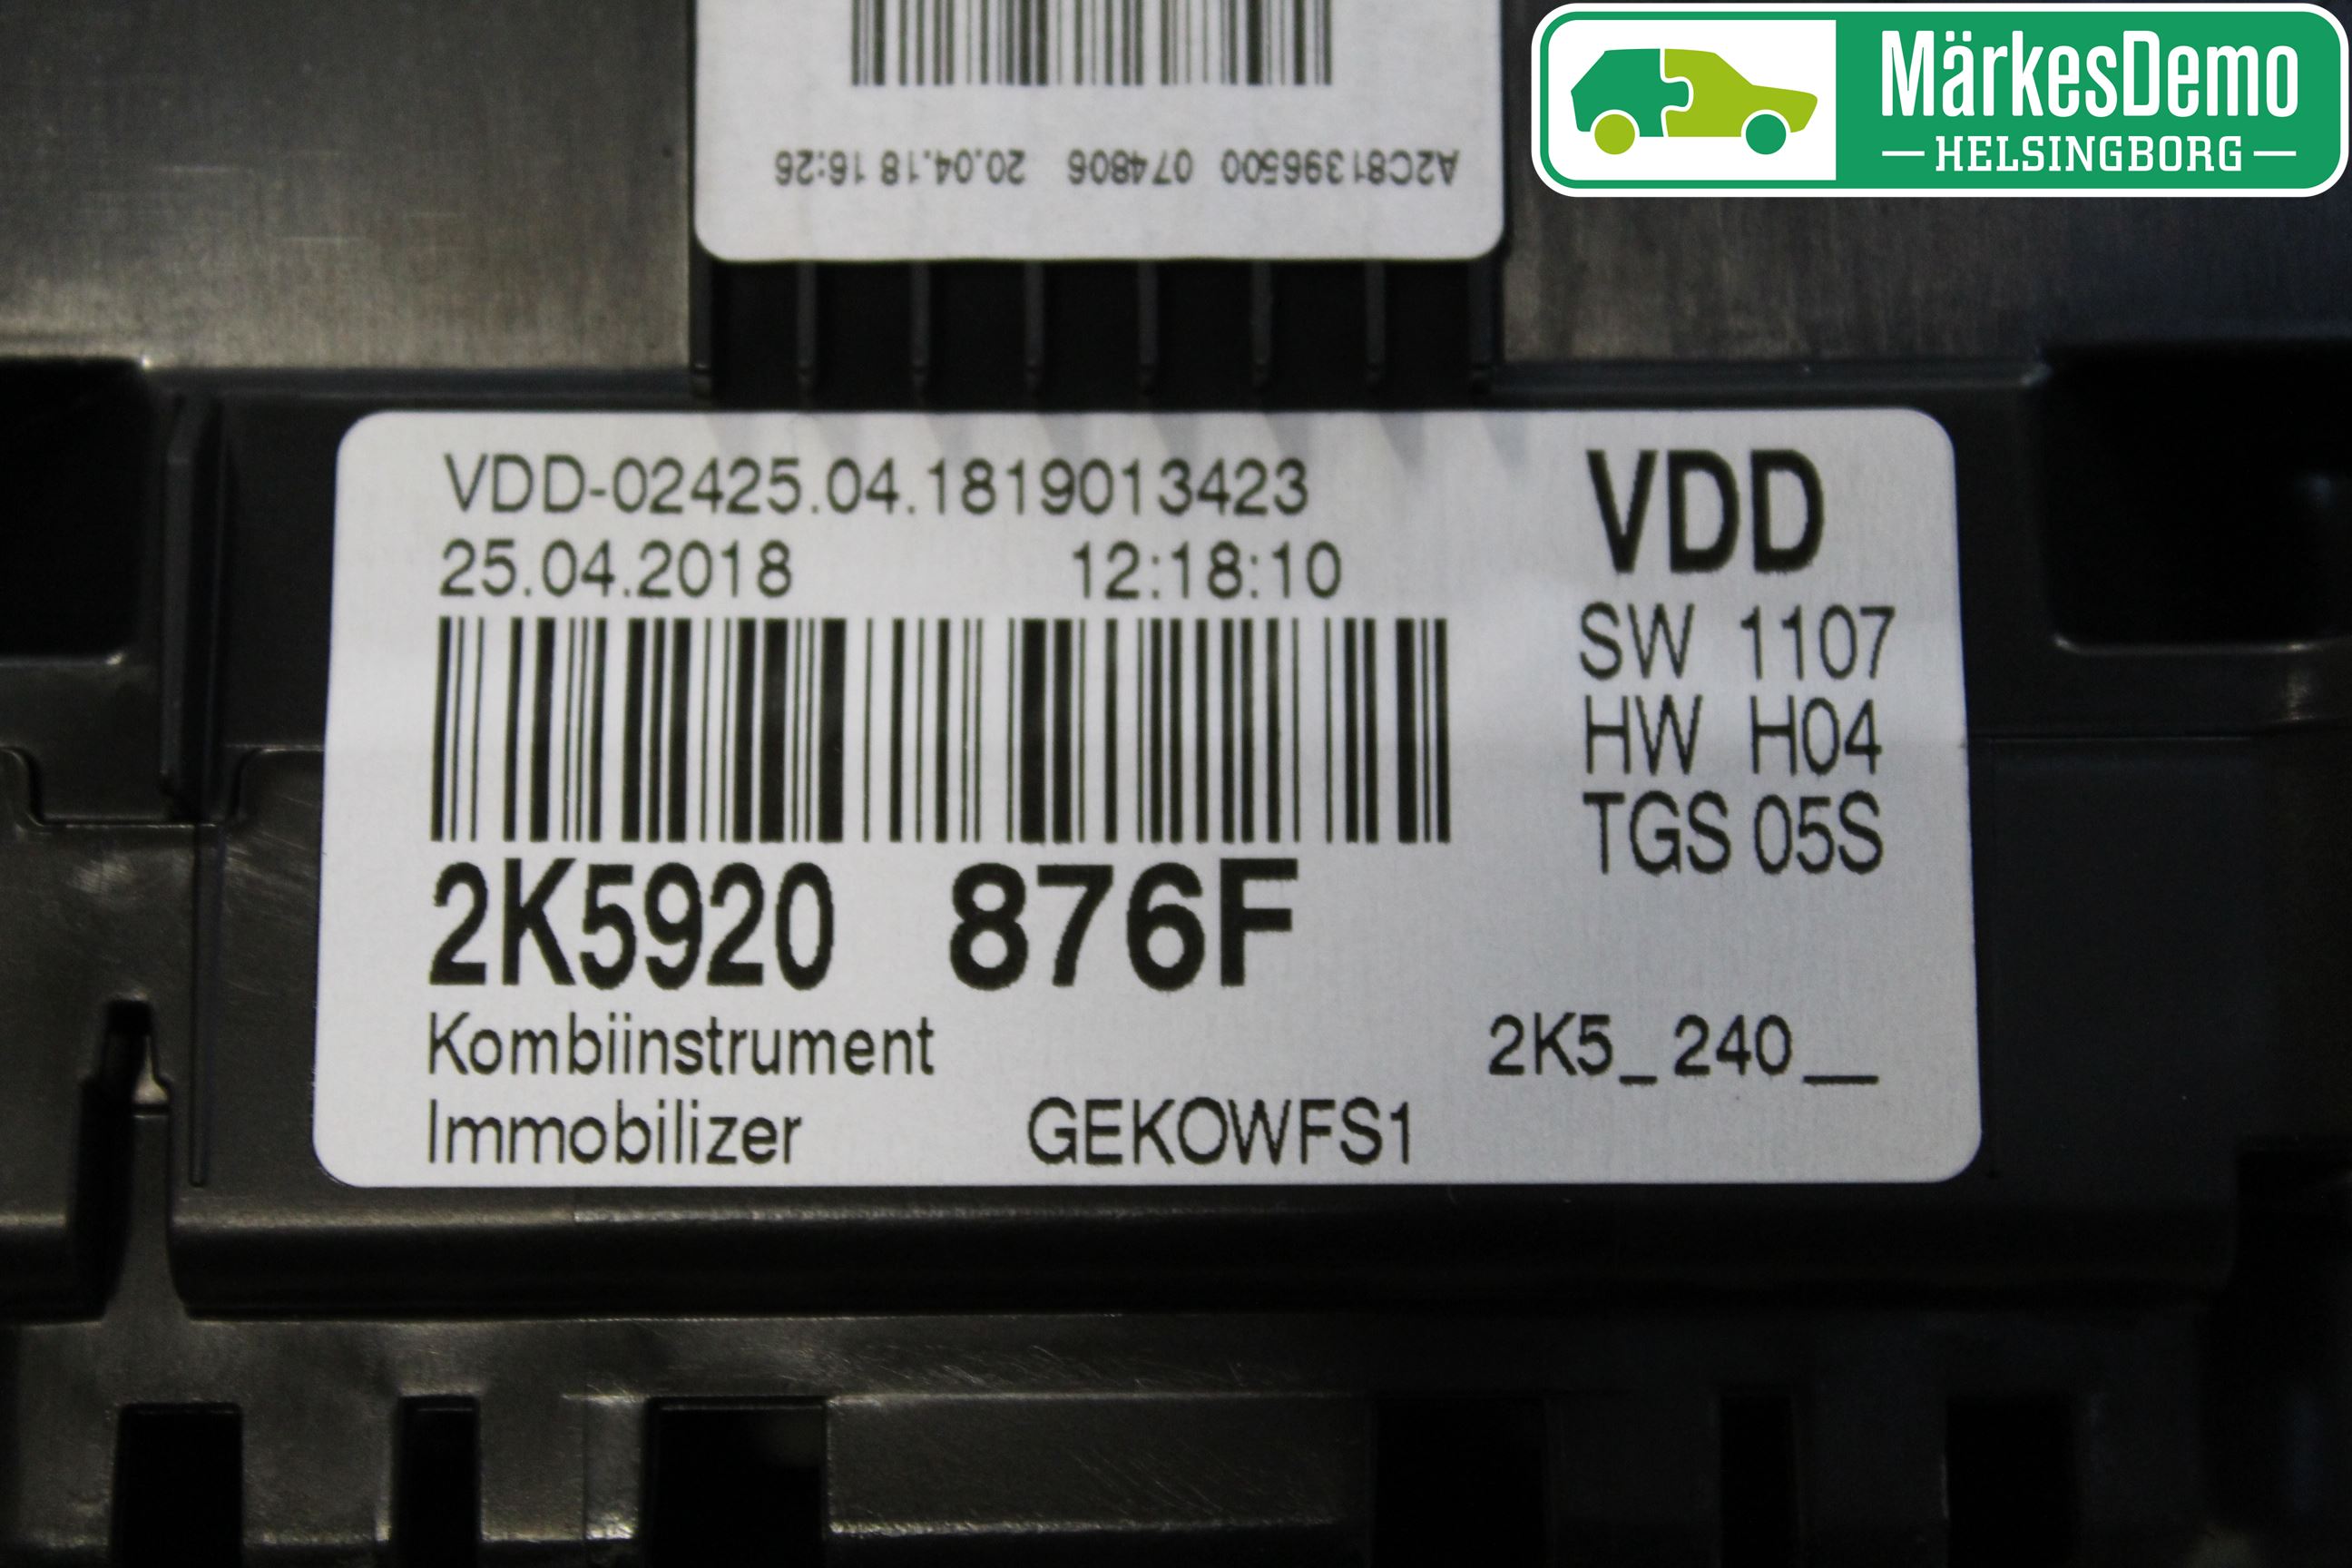 MärkesDemo
HELSINGBORG
A2C81396500 074806 20.04.18 16:26
VDD-02425.04.1819013423
25.04.2018 12:18:10
VDD
SW 1107
HW H04
TGS 05S
2K5920 876F
Kombiinstrument
2K5_240__
Immobilizer GEKOWFS1